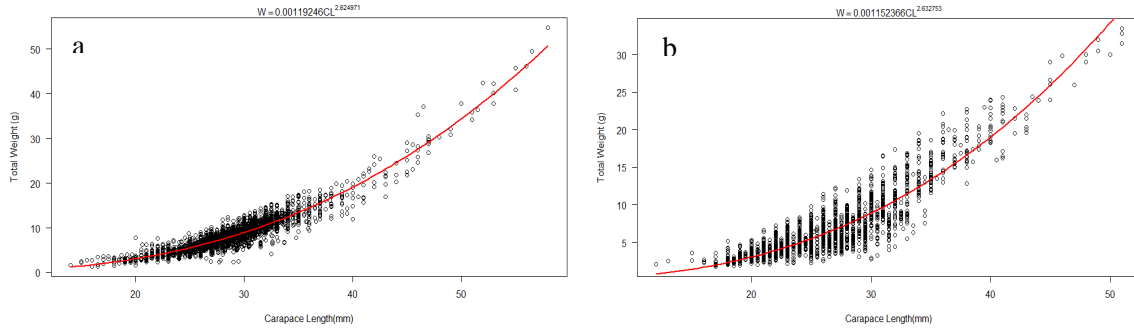 W = 0.00119246CL^2.624971
a
Total Weight (g)
50
40
30
20
10
0
20
30
40
50
Carapace Length(mm)
W = 0.001152366CL^2.632753
b
Total Weight (g)
30
25
20
15
10
5
20
30
40
50
Carapace Length(mm)